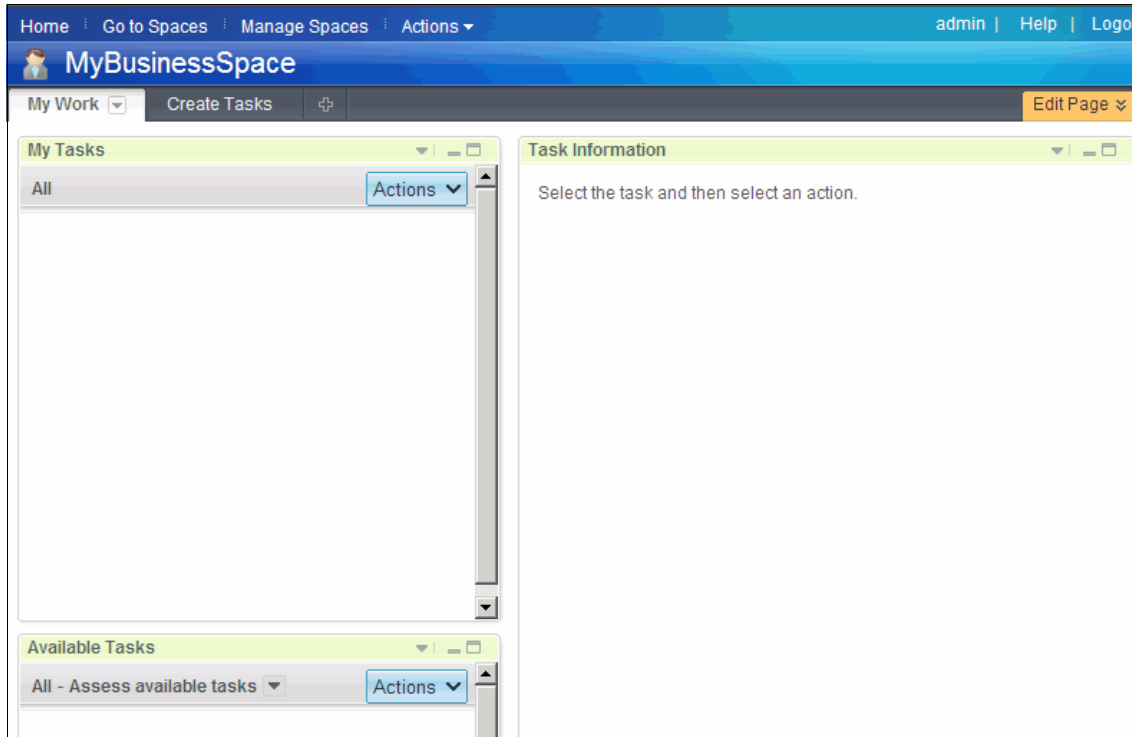 Home Go to Spaces Manage Spaces Actions admin | Help | Logo
MyBusinessSpace
My Work Create Tasks Edit Page
My Tasks
All Actions
Task Information
Select the task and then select an action.
Available Tasks
All - Assess available tasks Actions